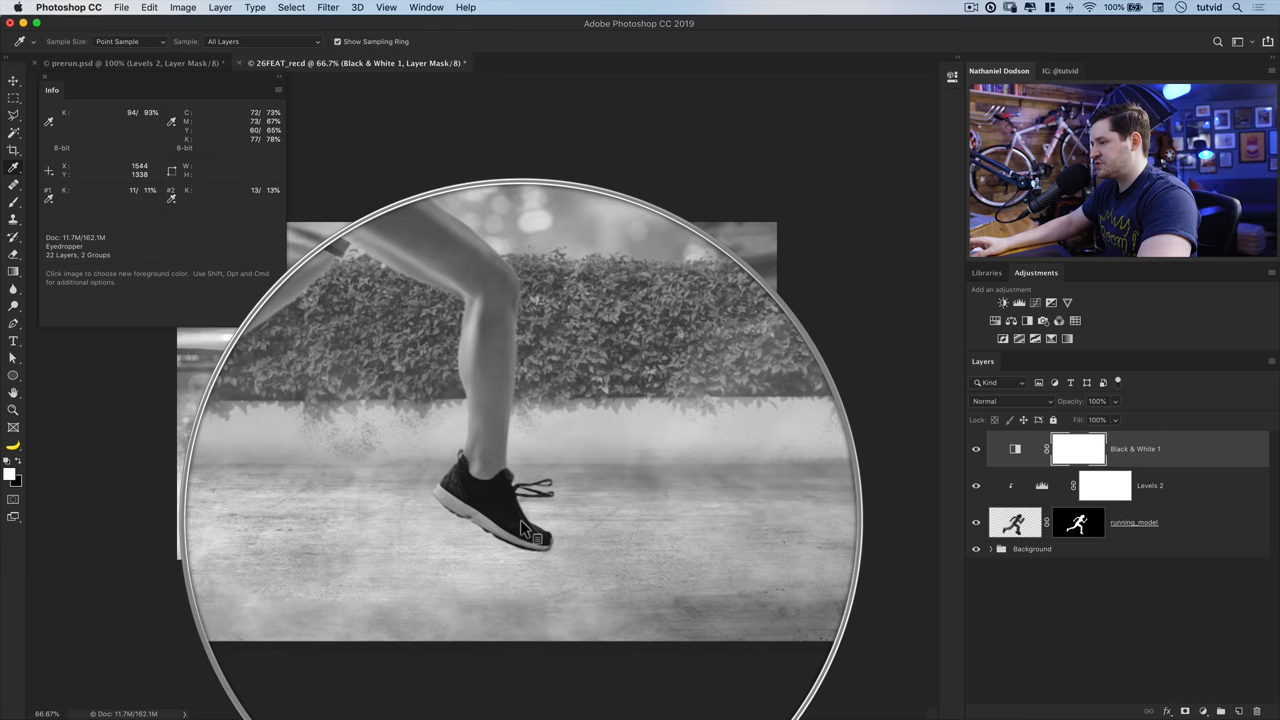 Photoshop CC File Edit Image Layer Type Select Filter 3D View Window Help 100% tutvid
Adobe Photoshop CC 2019
Sample Size: Point Sample Sample: All Layers Show Sampling Ring
© prerun.psd @ 100% (Levels 2, Layer Mask/8) *
© 26FEAT_recd @ 66.7% (Black & White 1, Layer Mask/8) *
Info
K: 94/ 93%
8-bit
C: 72/ 73%
M: 73/ 67%
Y: 60/ 65%
K: 77/ 78%
8-bit
X: 1544
Y: 1338
W:
H:
#1 K: 11/ 11%
#2 K: 13/ 13%
Doc: 11.7M/162.1M
Eyedropper
22 Layers, 2 Groups
Click image to choose new foreground color. Use Shift, Opt and Cmd
for additional options.
Nathaniel Dodson IG: @tutvid
Libraries Adjustments
Add an adjustment
Layers
Kind
Normal Opacity: 100%
Lock: Fill: 100%
Black & White 1
Levels 2
running_model
Background
66.67% © Doc: 11.7M/162.1M